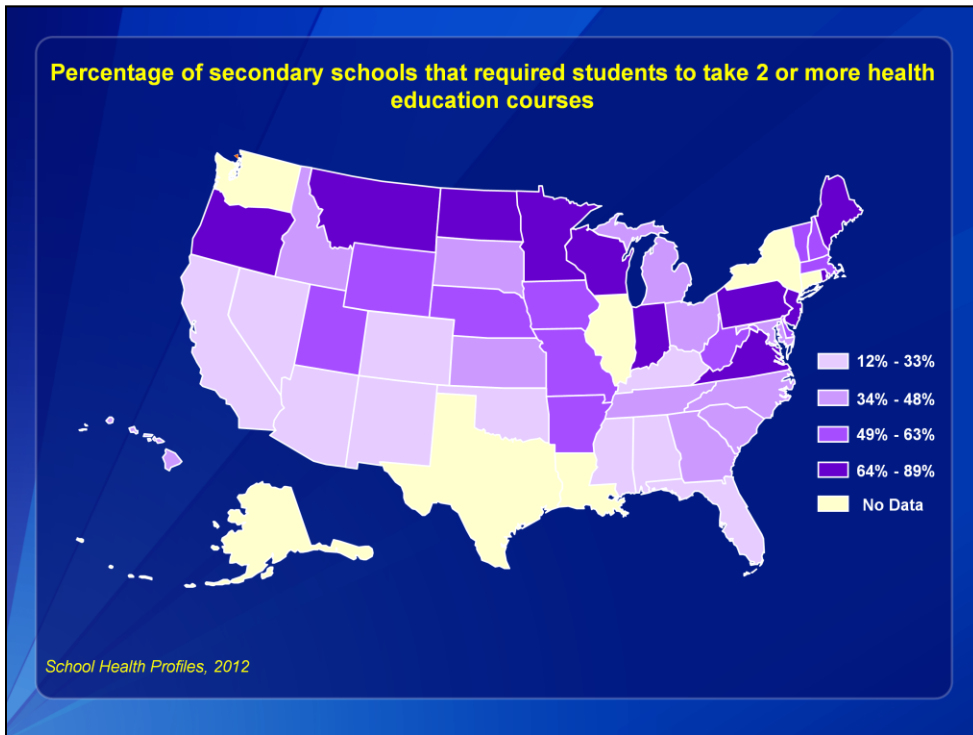 Percentage of secondary schools that required students to take 2 or more health
education courses
12% - 33%
34% - 48%
49% - 63%
64% - 89%
No Data
School Health Profiles, 2012